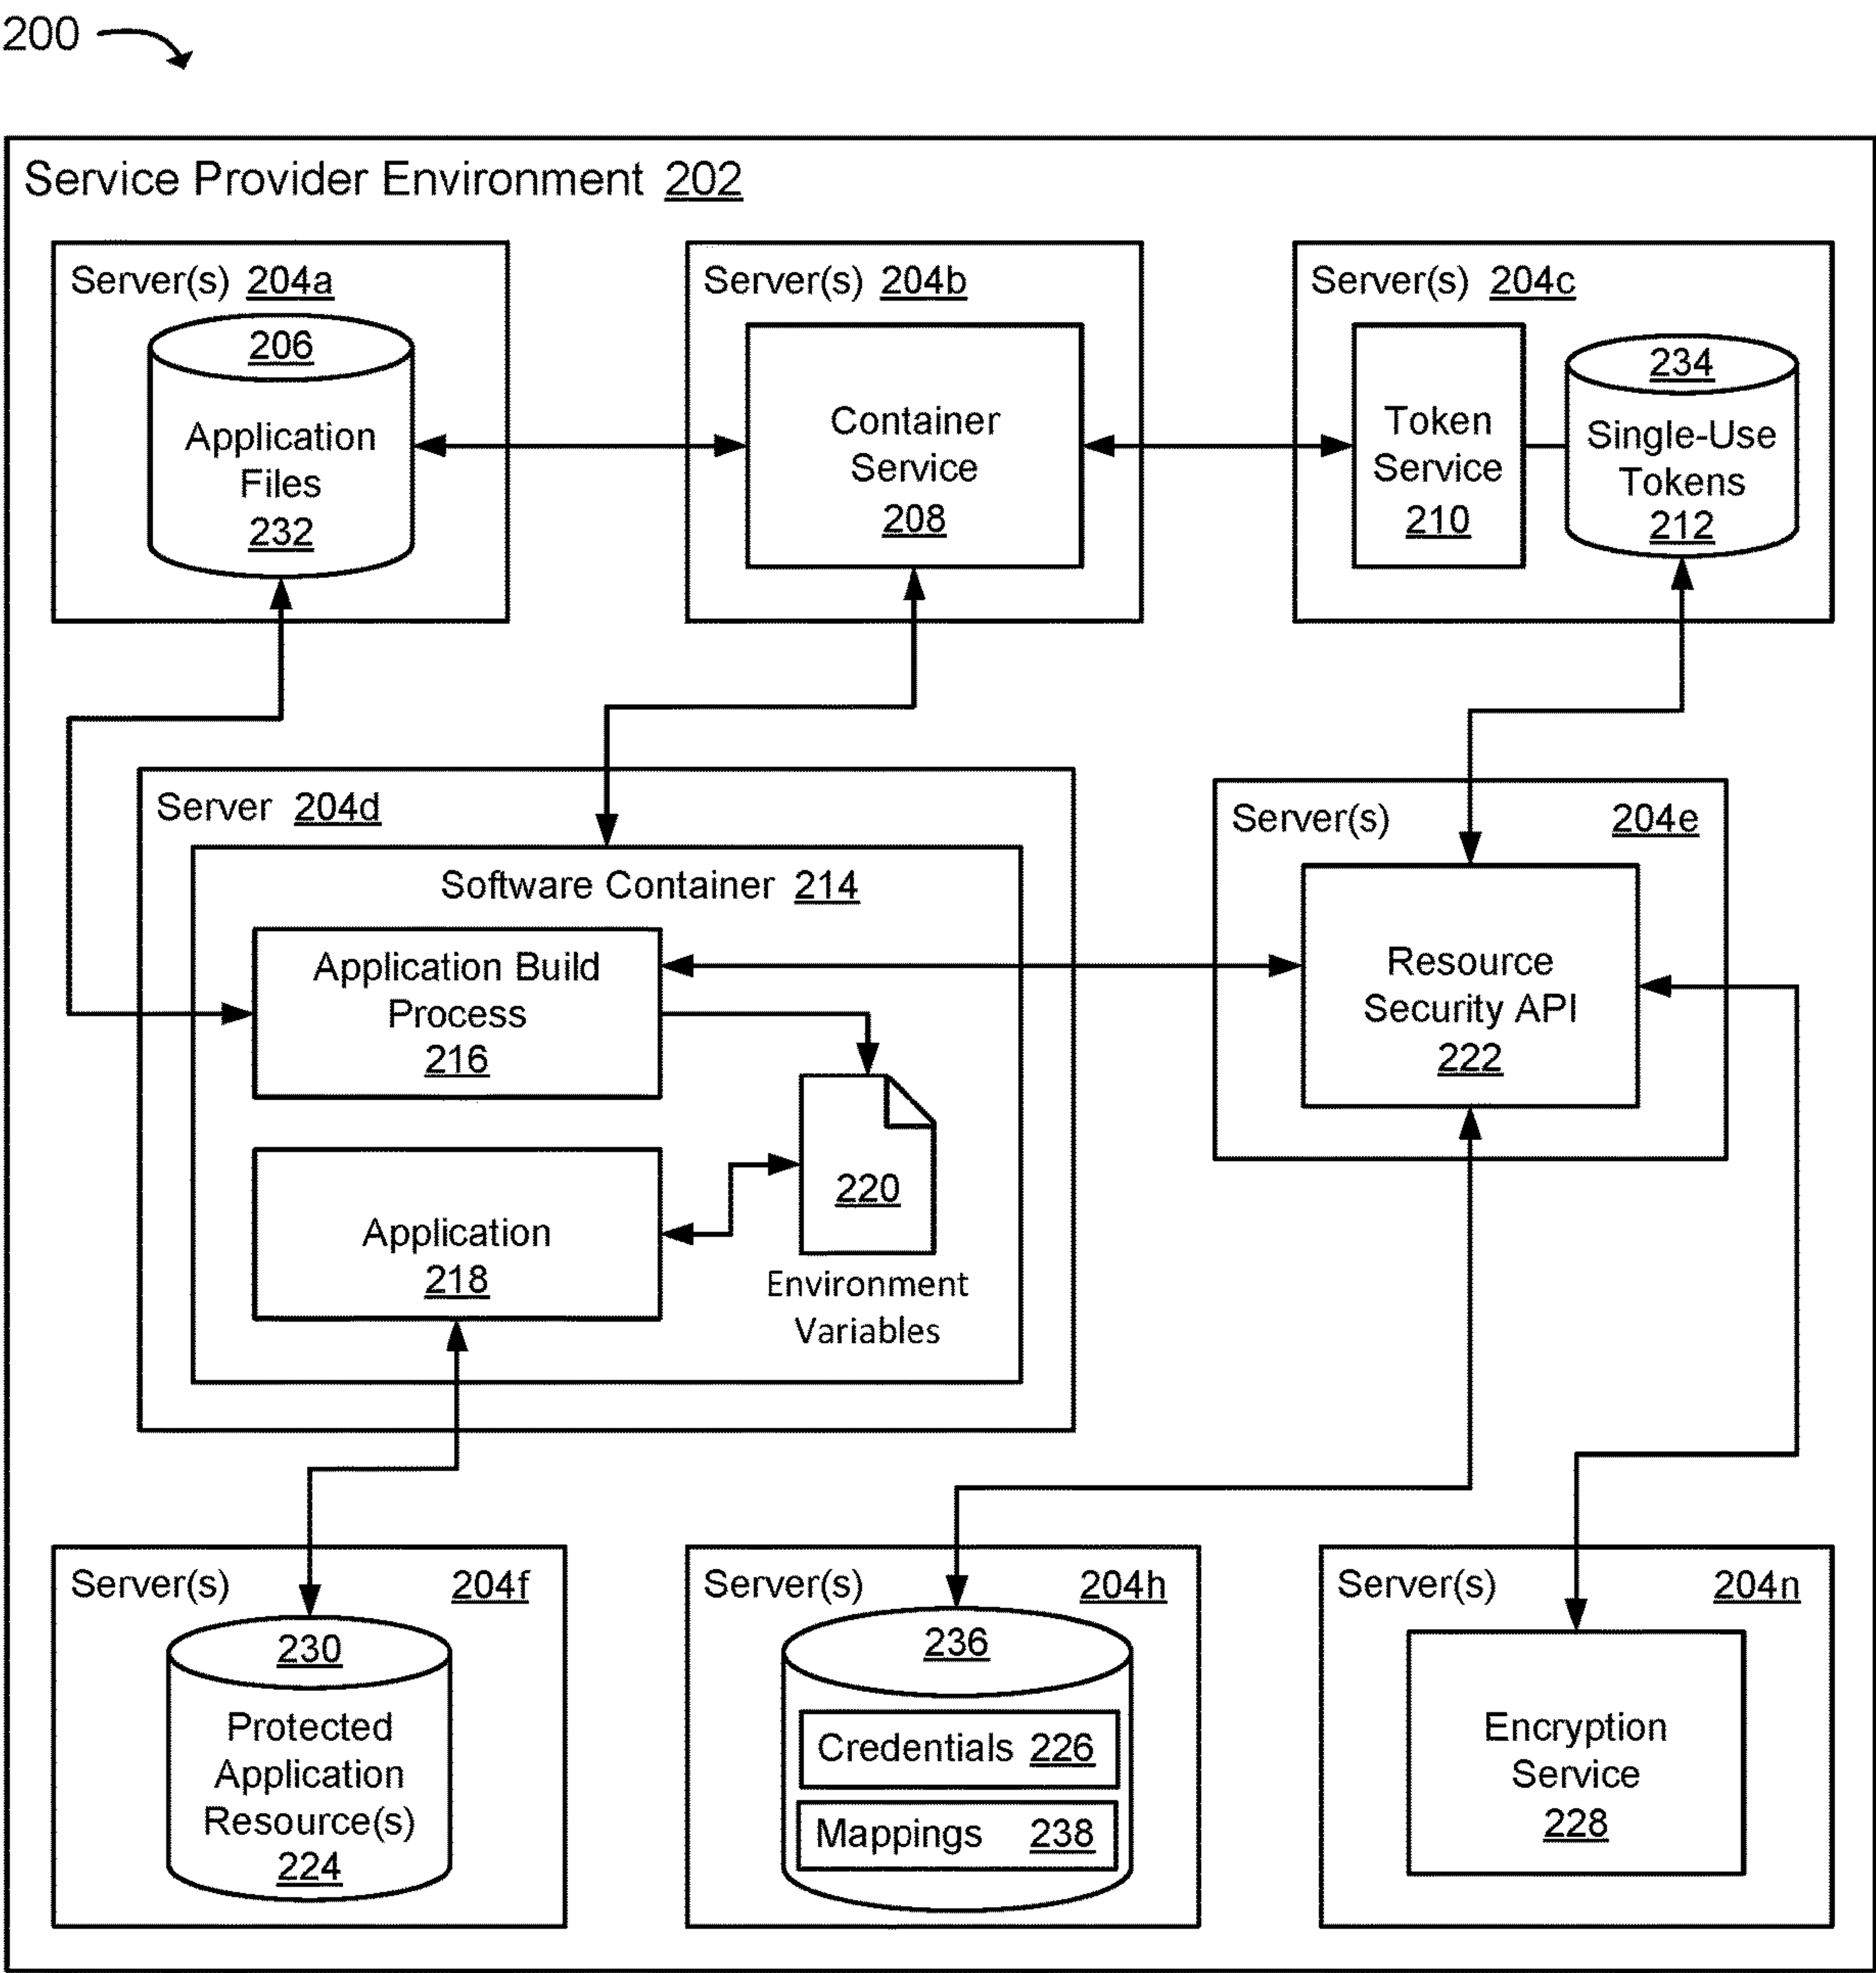 200
Service Provider Environment 202
Server(s) 204a
206
Application
Files
232
Server(s) 204b
Container
Service
208
Server(s) 204c
Token
Service
210
234
Single-Use
Tokens
212
Server 204d
Software Container 214
Application Build
Process
216
Application
218
220
Environment
Variables
Server(s) 204e
Resource
Security API
222
Server(s) 204f
230
Protected
Application
Resource(s)
224
Server(s) 204h
236
Credentials 226
Mappings 238
Server(s) 204n
Encryption
Service
228